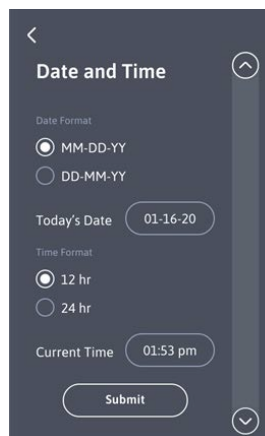 Date and Time
Date Format
MM-DD-YY
DD-MM-YY
Today's Date 01-16-20
Time Format
12 hr
24 hr
Current Time 01:53 pm
Submit